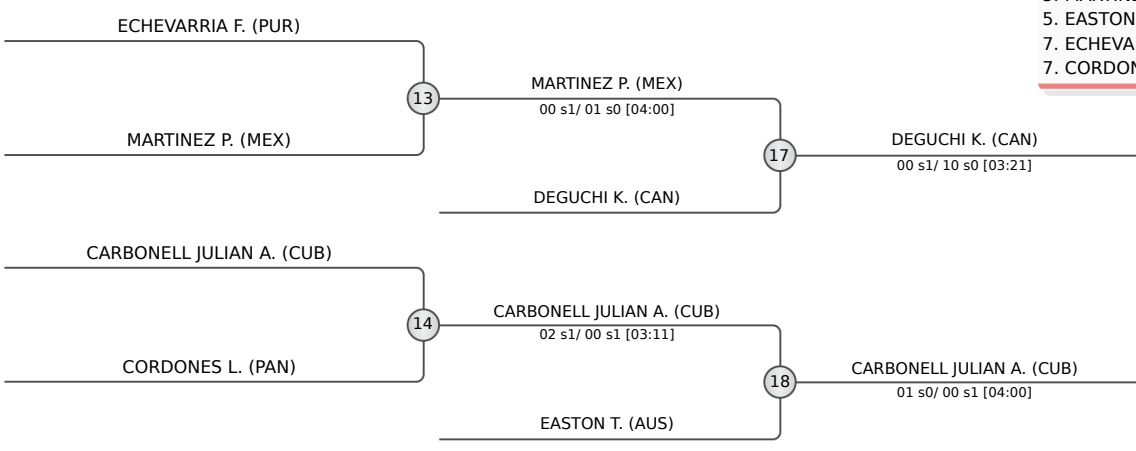 ECHEVARRIA F. (PUR)
13
MARTINEZ P. (MEX)
MARTINEZ P. (MEX)
00 s1/ 01 s0 [04:00]
17
DEGUCHI K. (CAN)
DEGUCHI K. (CAN)
00 s1/ 10 s0 [03:21]
CARBONELL JULIAN A. (CUB)
14
CORDONES L. (PAN)
CARBONELL JULIAN A. (CUB)
02 s1/ 00 s1 [03:11]
18
EASTON T. (AUS)
CARBONELL JULIAN A. (CUB)
01 s0/ 00 s1 [04:00]
5. EASTON
7. ECHEVA
7. CORDON